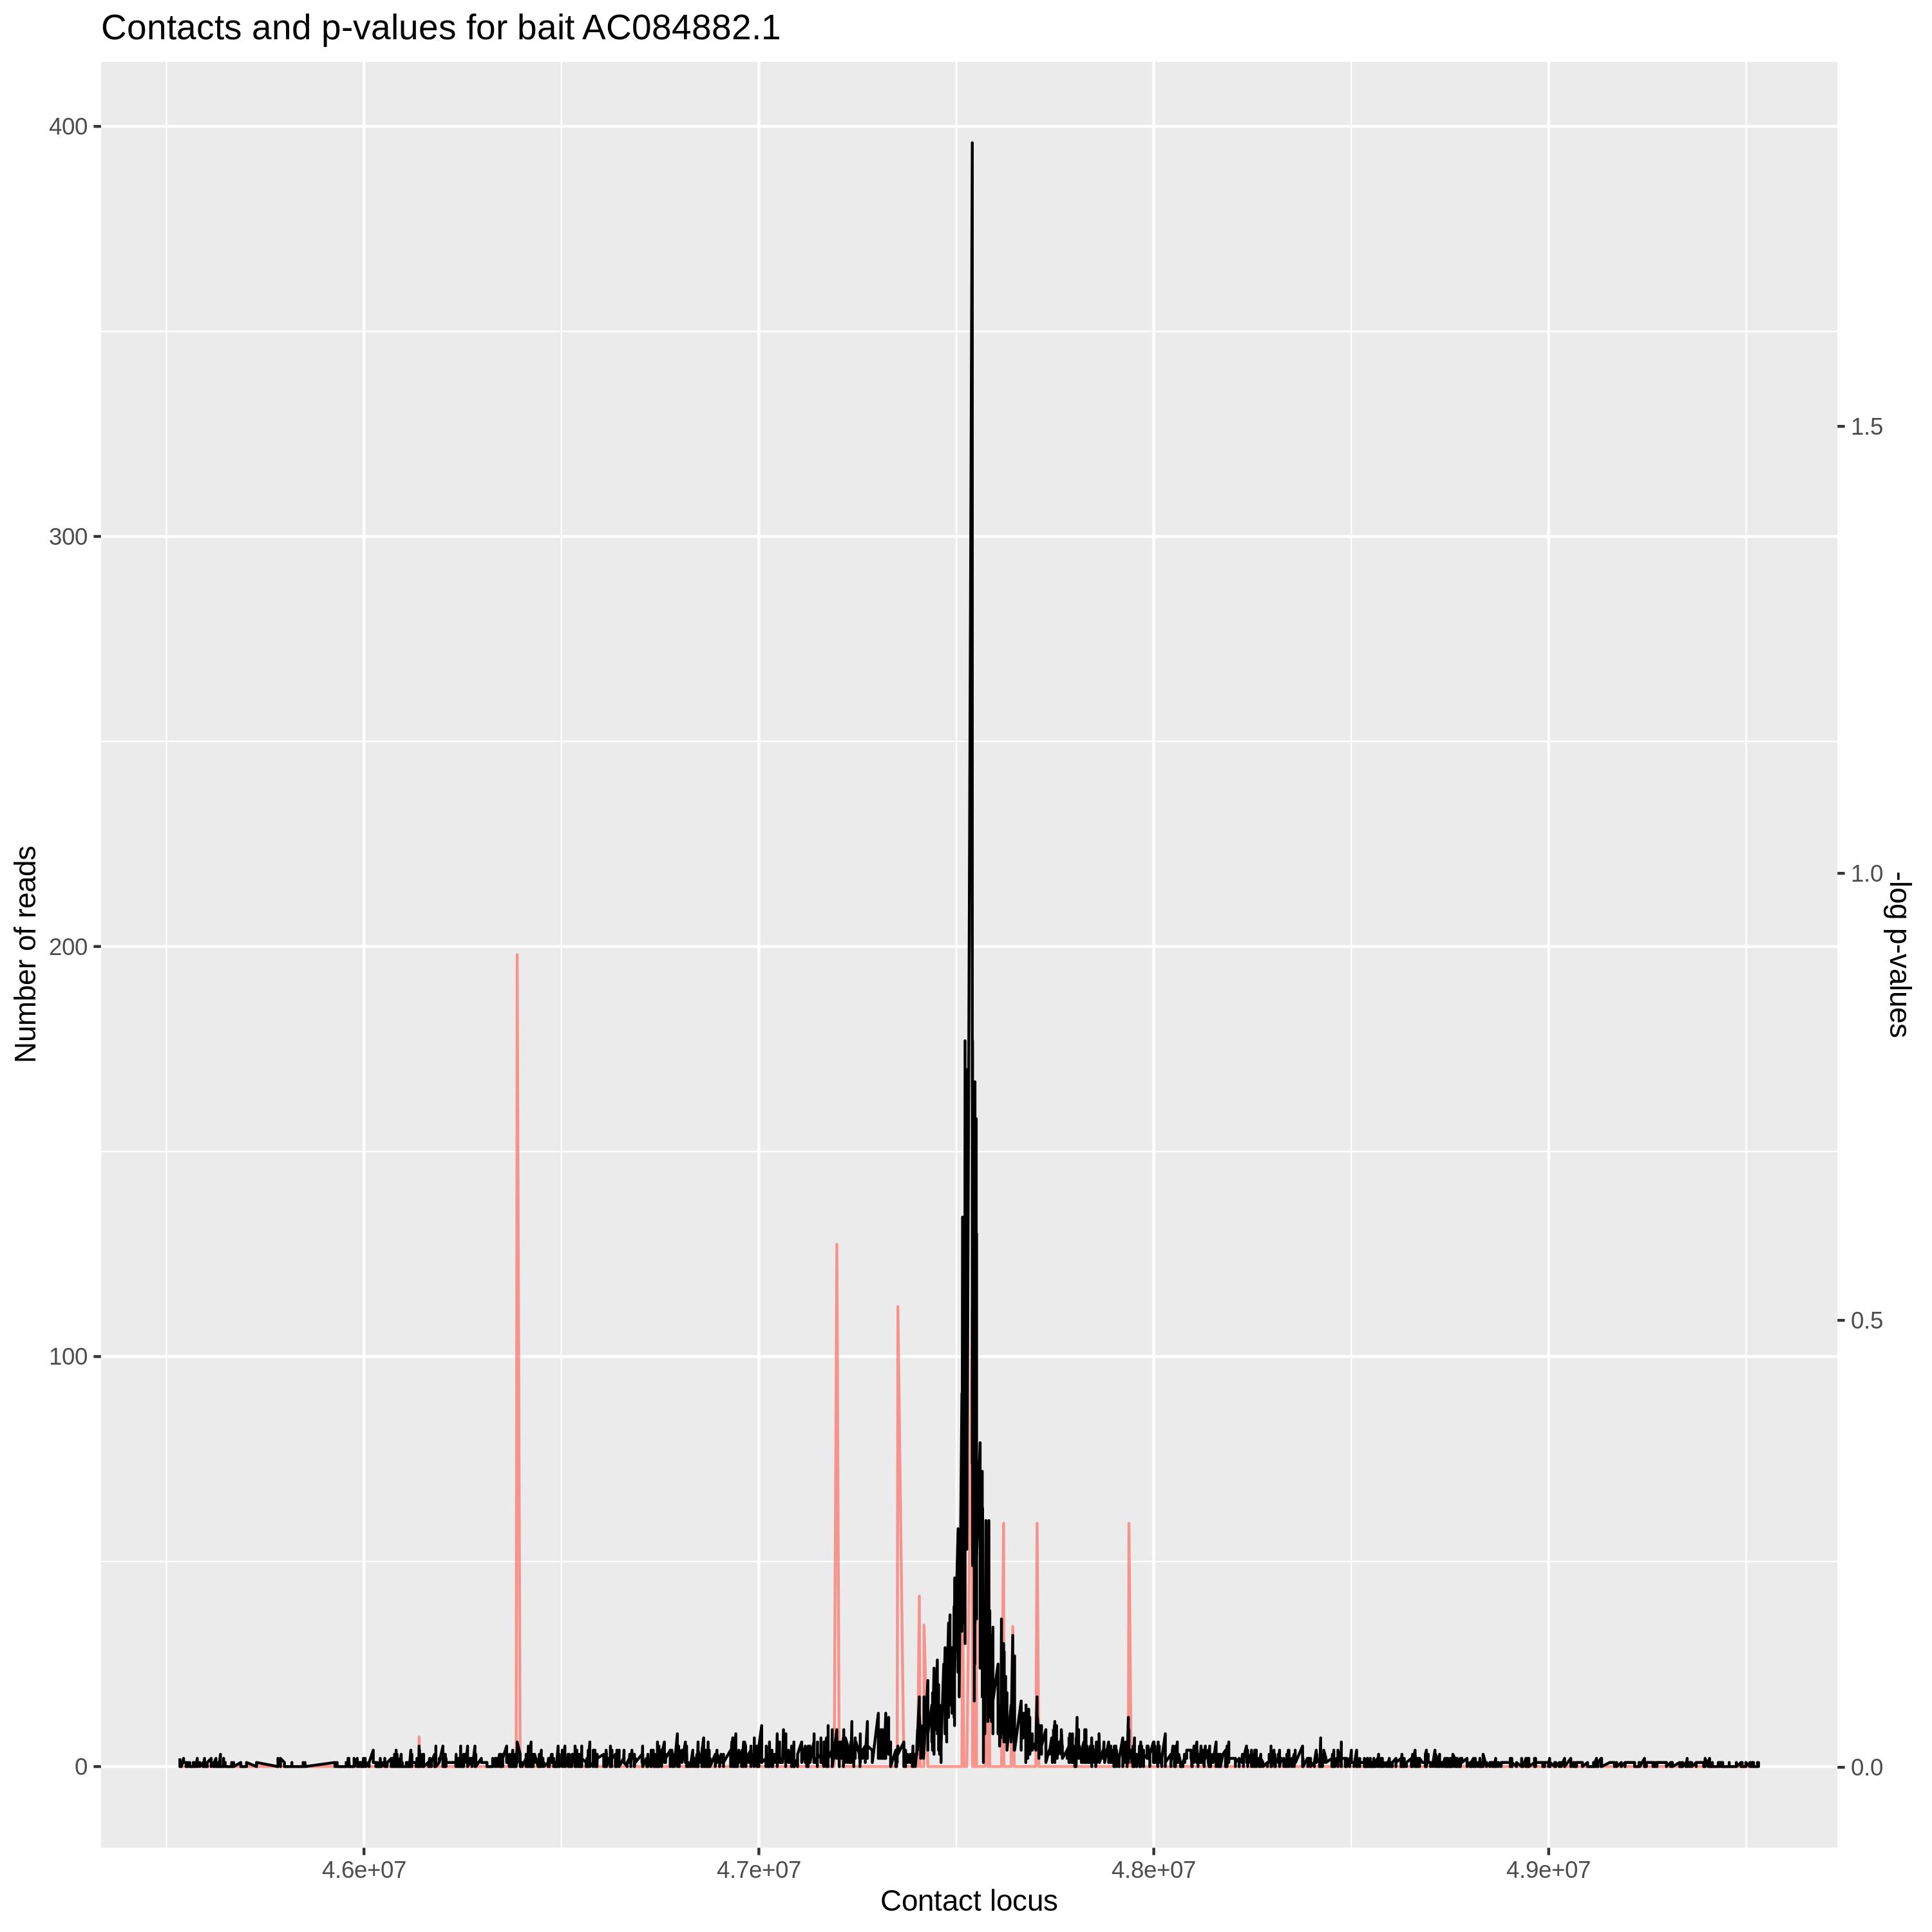 Contacts and p-values for bait AC084882.1
400
300
200
100
0
Number of reads
1.5
1.0
0.5
0.0
-log p-values
4.6e+07
4.7e+07
4.8e+07
4.9e+07
Contact locus